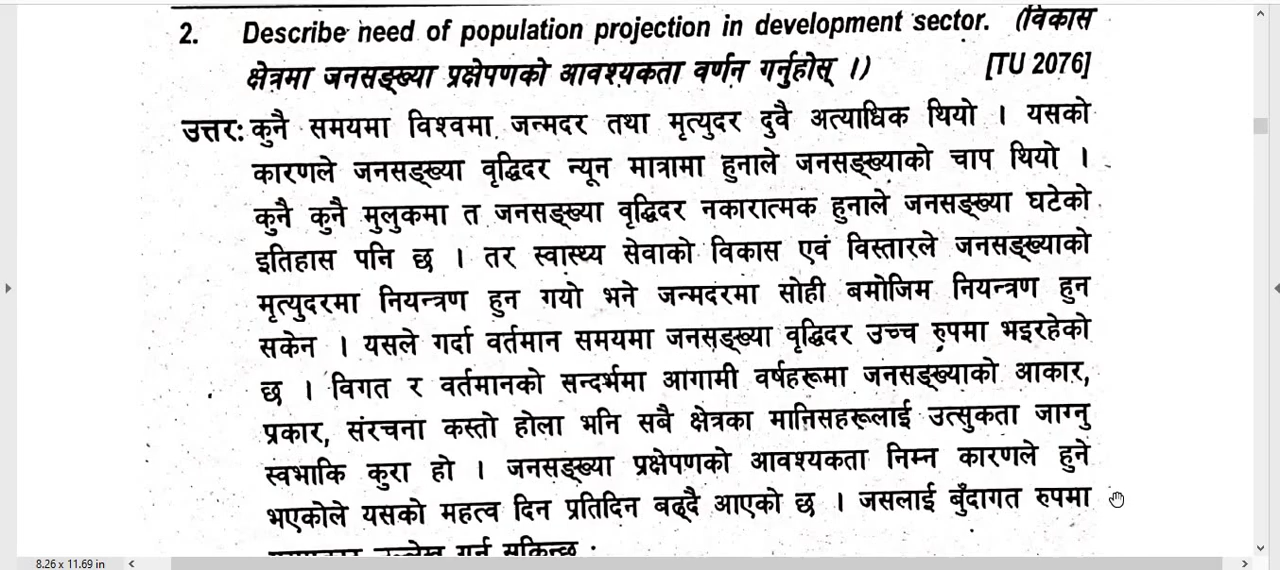 2. Describe need of population projection in development sector. (विकास
क्षेत्रमा जनसङ्ख्या प्रक्षेपणको आवश्यकता वर्णन गर्नुहोस् ।) [TU 2076]
उत्तर: कुनै समयमा विश्वमा जन्मदर तथा मृत्युदर दुवै अत्याधिक थियो । यसको
कारणले जनसङ्ख्या वृद्धिदर न्यून मात्रामा हुनाले जनसङ्ख्याको चाप थियो ।
कुनै कुनै मुलुकमा त जनसङ्ख्या वृद्धिदर नकारात्मक हुनाले जनसङ्ख्या घटेको
इतिहास पनि छ । तर स्वास्थ्य सेवाको विकास एवं विस्तारले जनसङ्ख्याको
मृत्युदरमा नियन्त्रण हुन गयो भने जन्मदरमा सोही बमोजिम नियन्त्रण हुन
सकेन । यसले गर्दा वर्तमान समयमा जनसङ्ख्या वृद्धिदर उच्च रुपमा भइरहेको
छ । विगत र वर्तमानको सन्दर्भमा आगामी वर्षहरूमा जनसङ्ख्याको आकार,
प्रकार, संरचना कस्तो होला भनि सबै क्षेत्रका मानिसहरूलाई उत्सुकता जाग्नु
स्वभाकि कुरा हो । जनसङ्ख्या प्रक्षेपणको आवश्यकता निम्न कारणले हुने
भएकोले यसको महत्व दिन प्रतिदिन बढ्दै आएको छ । जसलाई बुँदागत रुपमा
उल्लेख गर्न सकिन्छ :
8.26 x 11.69 in